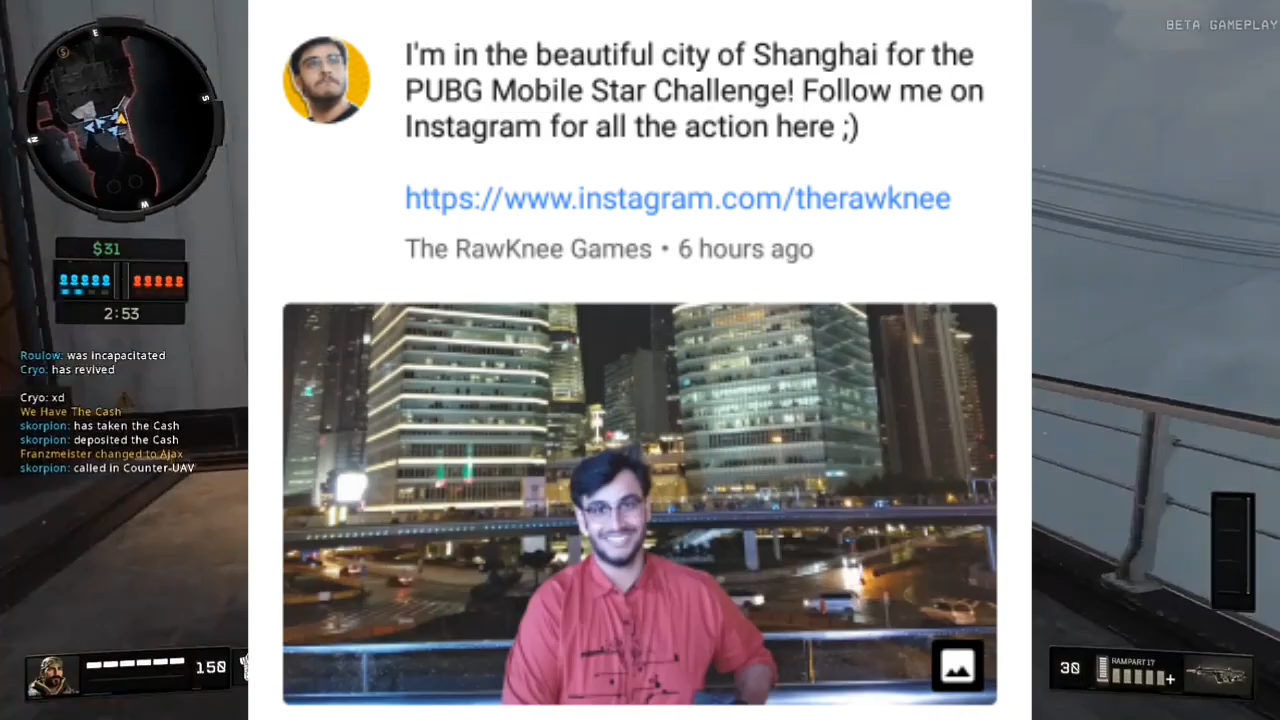 BETA GAMEPLAY
E
S
W
$31
2:53
Roulow: was incapacitated
Cryo: has revived
Cryo: xd
We Have The Cash
skorpion: has taken the Cash
skorpion: deposited the Cash
Franzmeister changed to Ajax
skorpion: called in Counter-UAV
150
I'm in the beautiful city of Shanghai for the
PUBG Mobile Star Challenge! Follow me on
Instagram for all the action here ;)
https://www.instagram.com/therawknee
The RawKnee Games • 6 hours ago
30
RAMPART 17